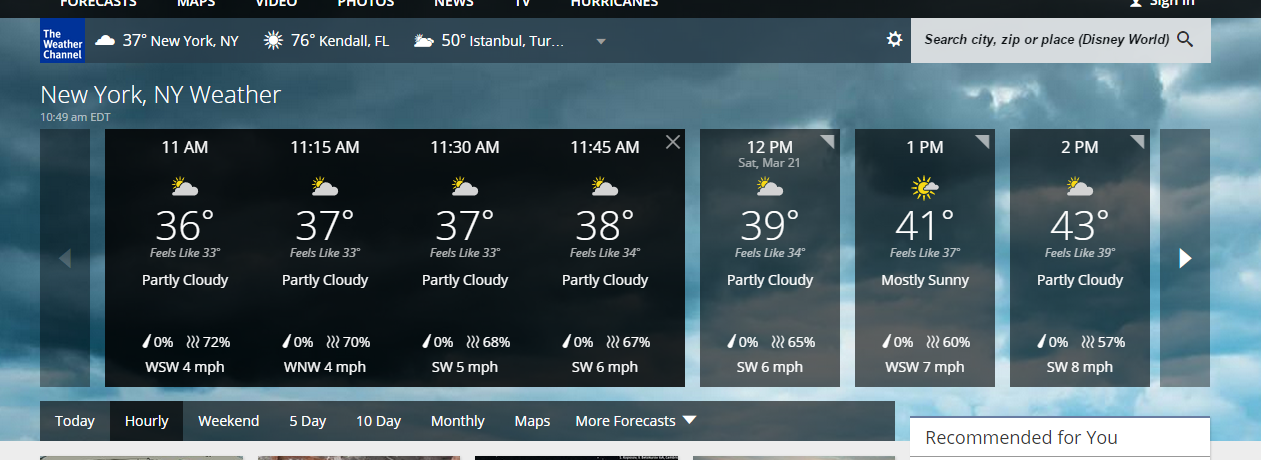 FORECASTS MAPS VIDEO PHOTOS NEWS TV HURRICANES Sign In
The
Weather
Channel
37° New York, NY 76° Kendall, FL 50° Istanbul, Tur... Search city, zip or place (Disney World)
New York, NY Weather
10:49 am EDT
11 AM 11:15 AM 11:30 AM 11:45 AM 12 PM 1 PM 2 PM
Sat, Mar 21
36° 37° 37° 38° 39° 41° 43°
Feels Like 33° Feels Like 33° Feels Like 33° Feels Like 34° Feels Like 34° Feels Like 37° Feels Like 39°
Partly Cloudy Partly Cloudy Partly Cloudy Partly Cloudy Partly Cloudy Mostly Sunny Partly Cloudy
0% 72% 0% 70% 0% 68% 0% 67% 0% 65% 0% 60% 0% 57%
WSW 4 mph WNW 4 mph SW 5 mph SW 6 mph SW 6 mph WSW 7 mph SW 8 mph
Today Hourly Weekend 5 Day 10 Day Monthly Maps More Forecasts
Recommended for You